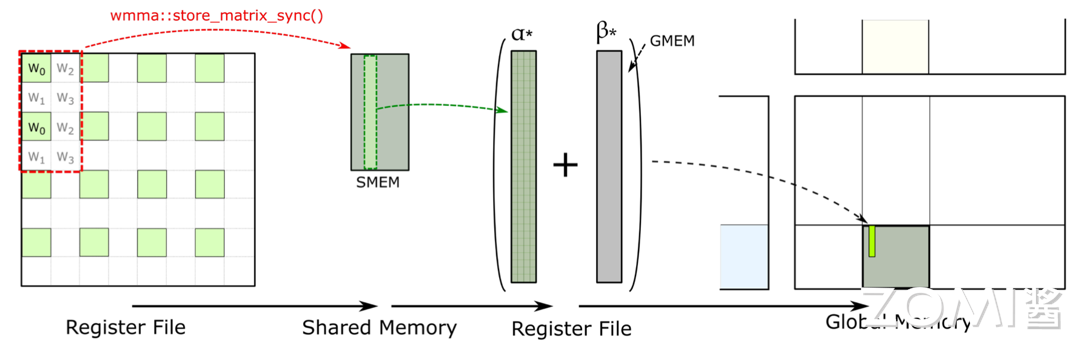 wmma::store_matrix_sync()
α*
β*
GMEM
W0 W2
W1 W3
W0 W2
W1 W3
+
SMEM
Register File
Shared Memory
Register File
Global Memory
ZOMI酱